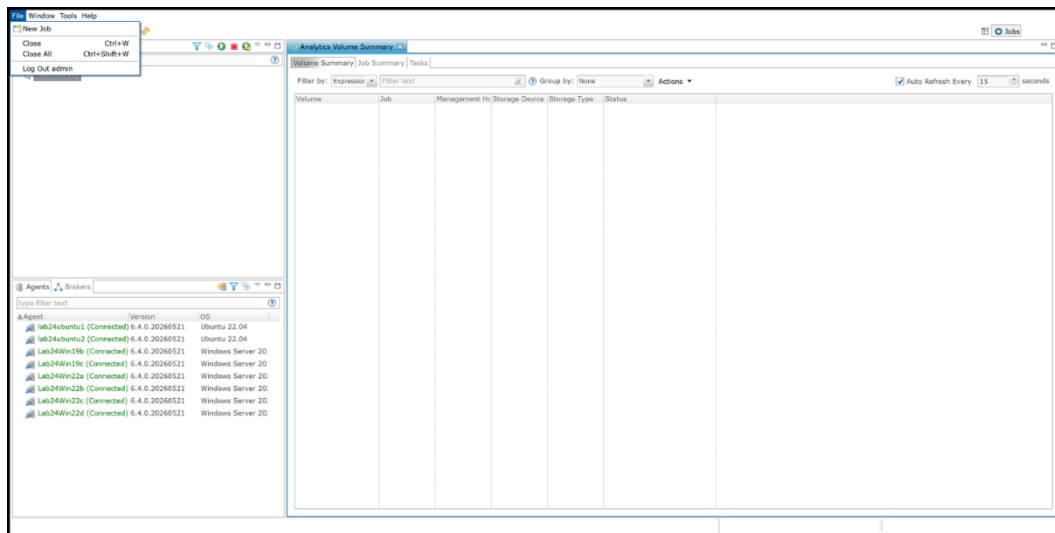 File Window Tools Help
New Job
Close Ctrl+W
Close All Ctrl+Shift+W
Log Out admin
Jobs
Analytics Volume Summary
Volume Summary Job Summary Tasks
Filter by: Expression Filter text Group by: None Actions Auto Refresh Every 15 seconds
Volume Job Management Ho Storage Device Storage Type Status
Agents Brokers
type filter text
Agent Version OS
lab24ubuntu1 (Connected) 6.4.0.20260521 Ubuntu 22.04
lab24ubuntu2 (Connected) 6.4.0.20260521 Ubuntu 22.04
Lab24Win19b (Connected) 6.4.0.20260521 Windows Server 20
Lab24Win19c (Connected) 6.4.0.20260521 Windows Server 20
Lab24Win22a (Connected) 6.4.0.20260521 Windows Server 20
Lab24Win22b (Connected) 6.4.0.20260521 Windows Server 20
Lab24Win22c (Connected) 6.4.0.20260521 Windows Server 20
Lab24Win22d (Connected) 6.4.0.20260521 Windows Server 20